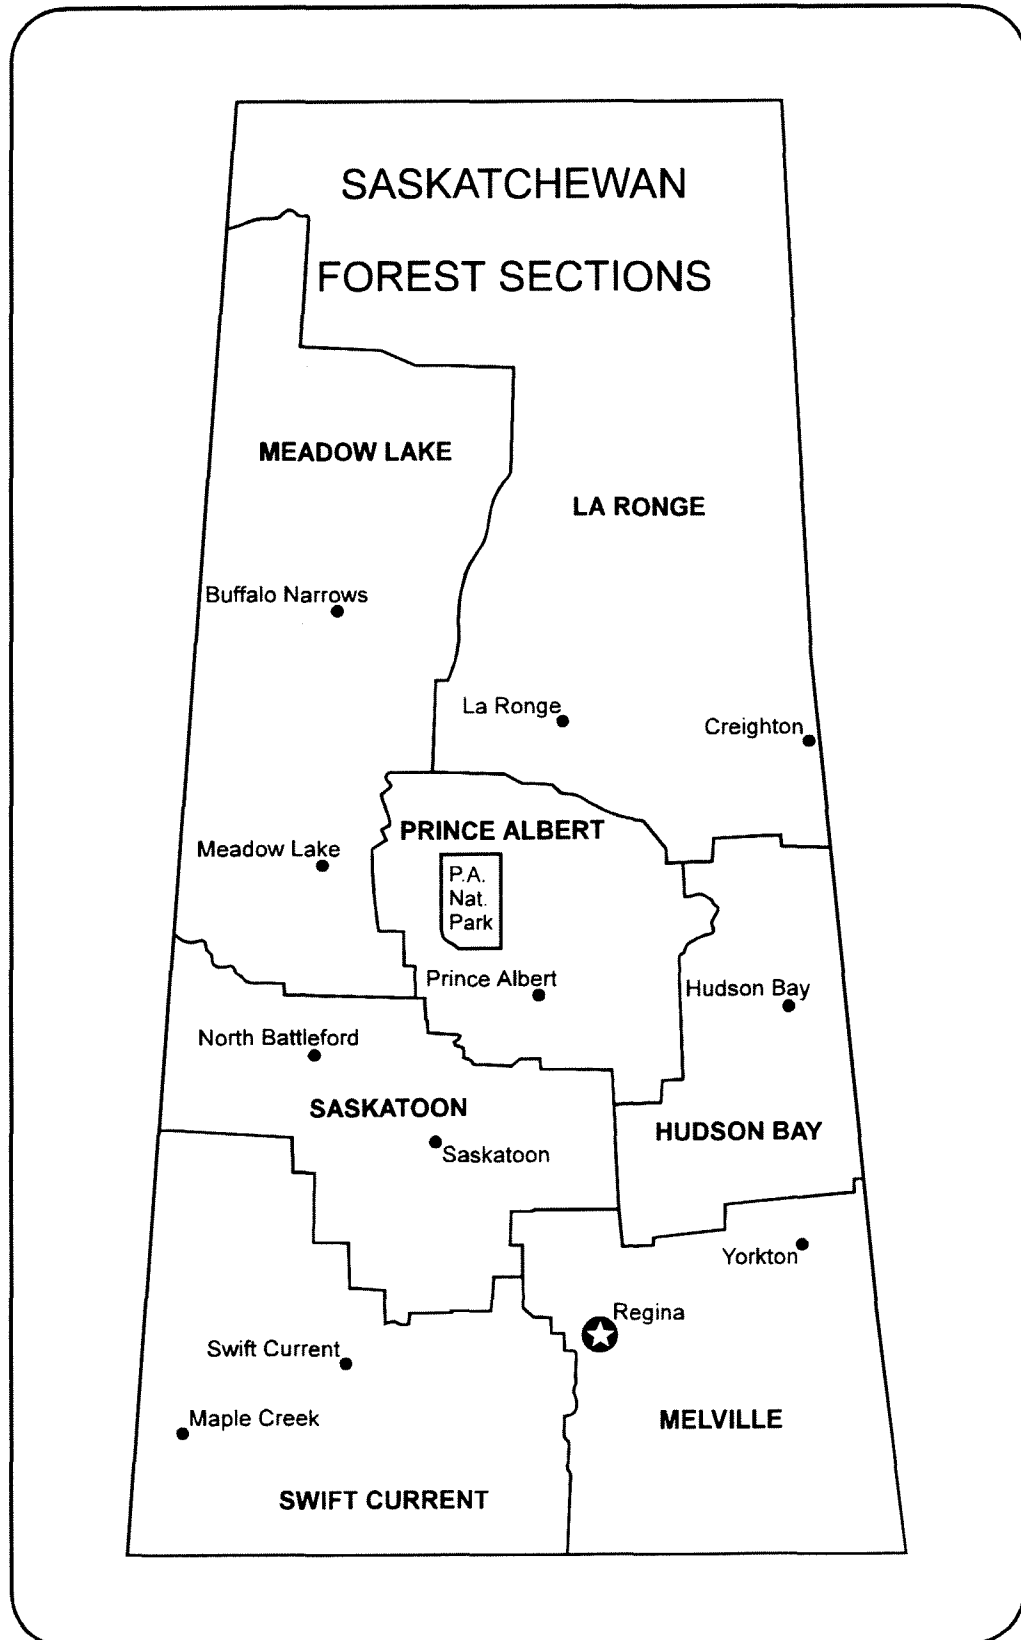 SASKATCHEWAN
FOREST SECTIONS
MEADOW LAKE
LA RONGE
Buffalo Narrows
La Ronge
Creighton
PRINCE ALBERT
Meadow Lake
P.A.
Nat.
Park
Prince Albert
Hudson Bay
North Battleford
SASKATOON
HUDSON BAY
Saskatoon
Yorkton
Regina
Swift Current
Maple Creek
MELVILLE
SWIFT CURRENT